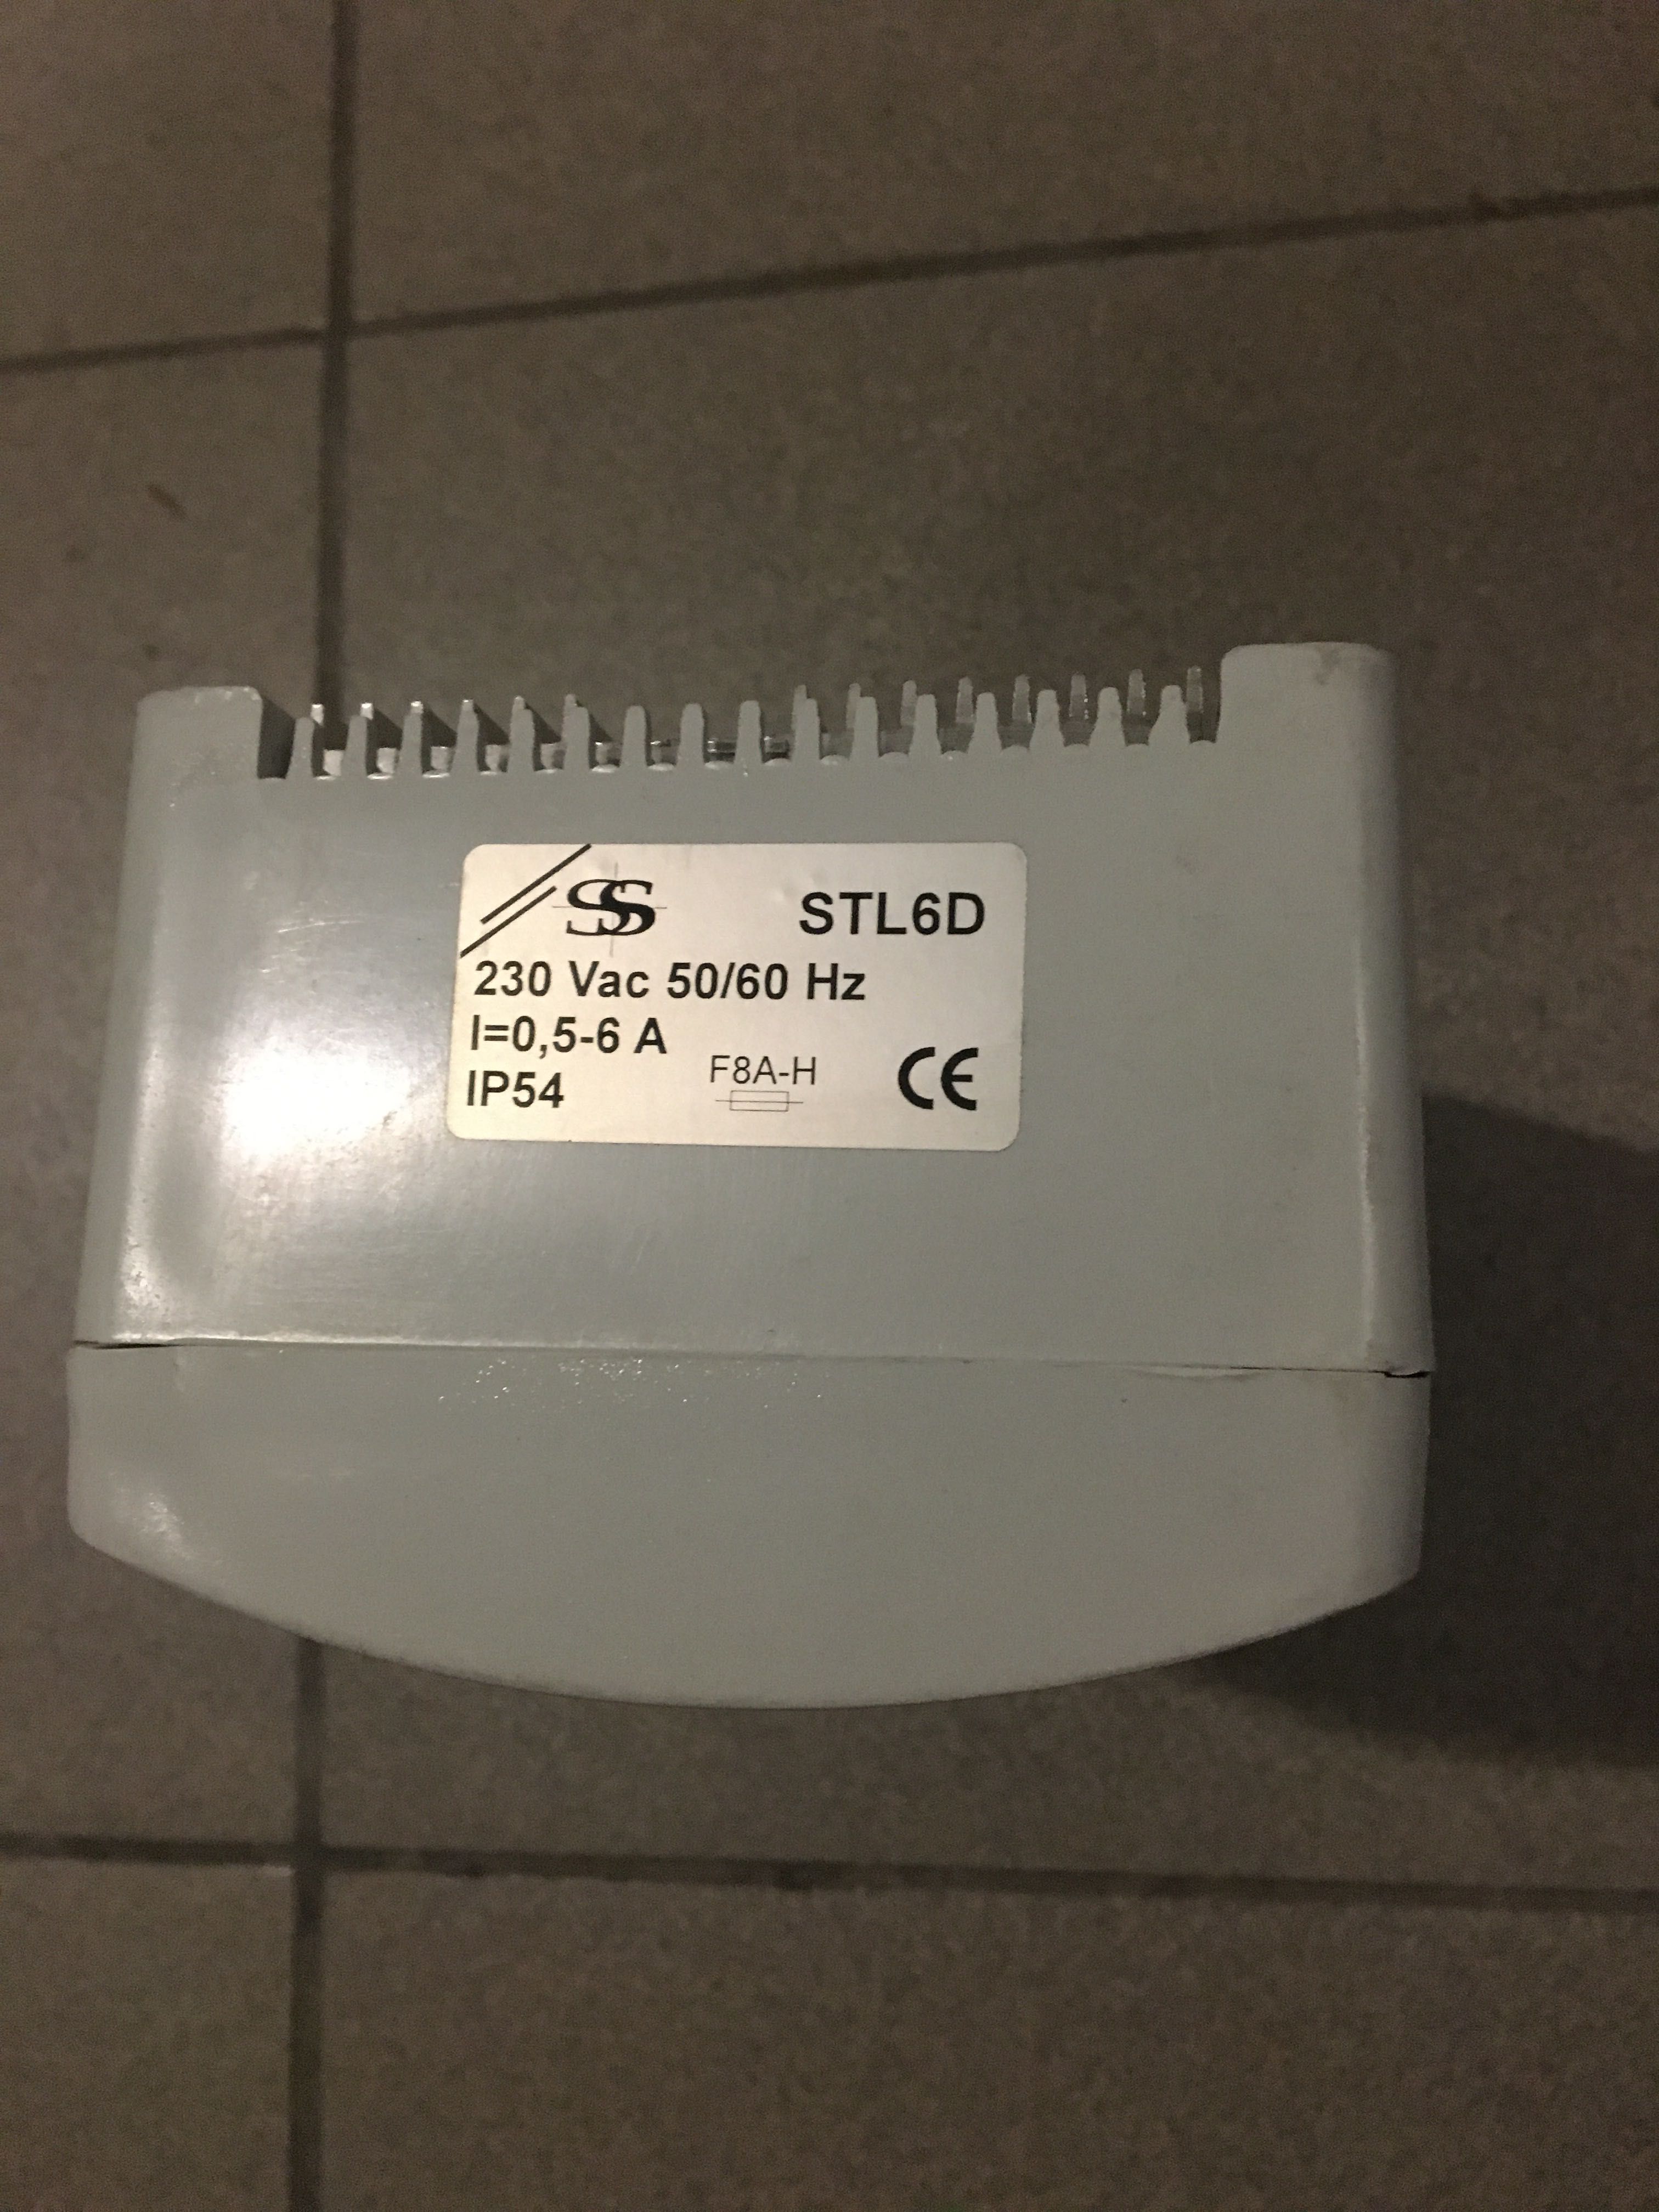 SS STL6D
230 Vac 50/60 Hz
I=0,5-6 A
IP54 F8A-H CE